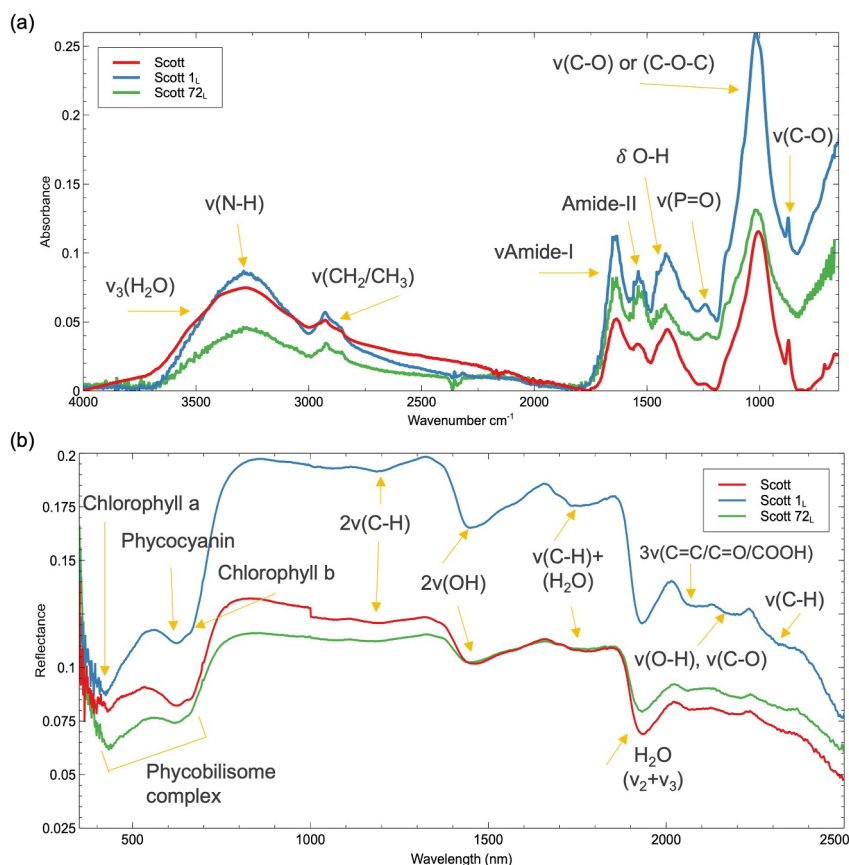 (a)
0.25
0.2
0.15
0.1
0.05
0
Absorbance
Scott
Scott 1L
Scott 72L
ν(C-O) or (C-O-C)
ν(C-O)
δ O-H
Amide-II
ν(P=O)
νAmide-I
ν(N-H)
ν3(H2O)
ν(CH2/CH3)
4000 3500 3000 2500 2000 1500 1000
Wavenumber cm-1
(b)
0.2
0.175
0.15
0.125
0.1
0.075
0.05
0.025
Reflectance
Scott
Scott 1L
Scott 72L
Chlorophyll a
Phycocyanin
Chlorophyll b
2ν(C-H)
2ν(OH)
ν(C-H)+
(H2O)
3ν(C=C/C=O/COOH)
ν(C-H)
ν(O-H), ν(C-O)
H2O
(ν2+ν3)
Phycobilisome
complex
500 1000 1500 2000 2500
Wavelength (nm)